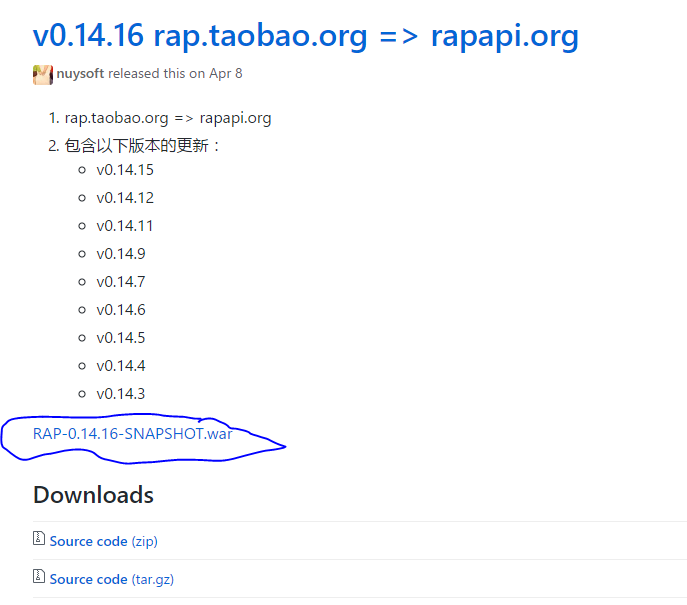 v0.14.16 rap.taobao.org => rapapi.org
nuysoft released this on Apr 8
1. rap.taobao.org => rapapi.org
2. 包含以下版本的更新：
v0.14.15
v0.14.12
v0.14.11
v0.14.9
v0.14.7
v0.14.6
v0.14.5
v0.14.4
v0.14.3
RAP-0.14.16-SNAPSHOT.war
Downloads
Source code (zip)
Source code (tar.gz)